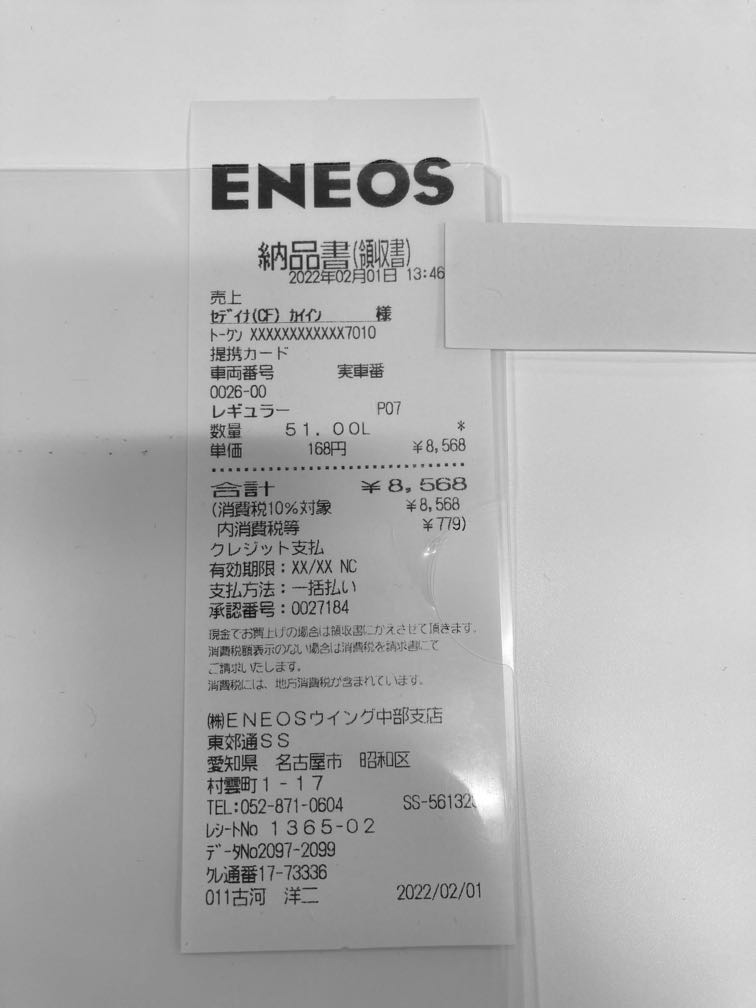 ENEOS
納品書(領収書)
2022年02月01日 13:46
売上
ｾﾃﾞｲﾅ(CF) ｶｲｲﾝ 様
ﾄｰｸﾝ XXXXXXXXXXXX7010
提携カード
車両番号 実車番
0026-00
レギュラー P07
数量 51.00L *
単価 168円 ¥8,568
合計 ¥8,568
(消費税10%対象 ¥8,568
内消費税等 ¥779)
クレジット支払
有効期限：XX/XX NC
支払方法：一括払い
承認番号：0027184
現金でお買上げの場合は領収書にかえさせて頂きます。
消費税額表示のない場合は消費税を請求書にて
ご請求いたします。
消費税には、地方消費税が含まれています。
㈱ENEOSウイング中部支店
東郊通SS
愛知県 名古屋市 昭和区
村雲町1-17
TEL:052-871-0604 SS-561328
ﾚｼｰﾄNo 1365-02
ﾃﾞｰﾀNo2097-2099
ｸﾚ通番17-73336
011古河 洋二 2022/02/01